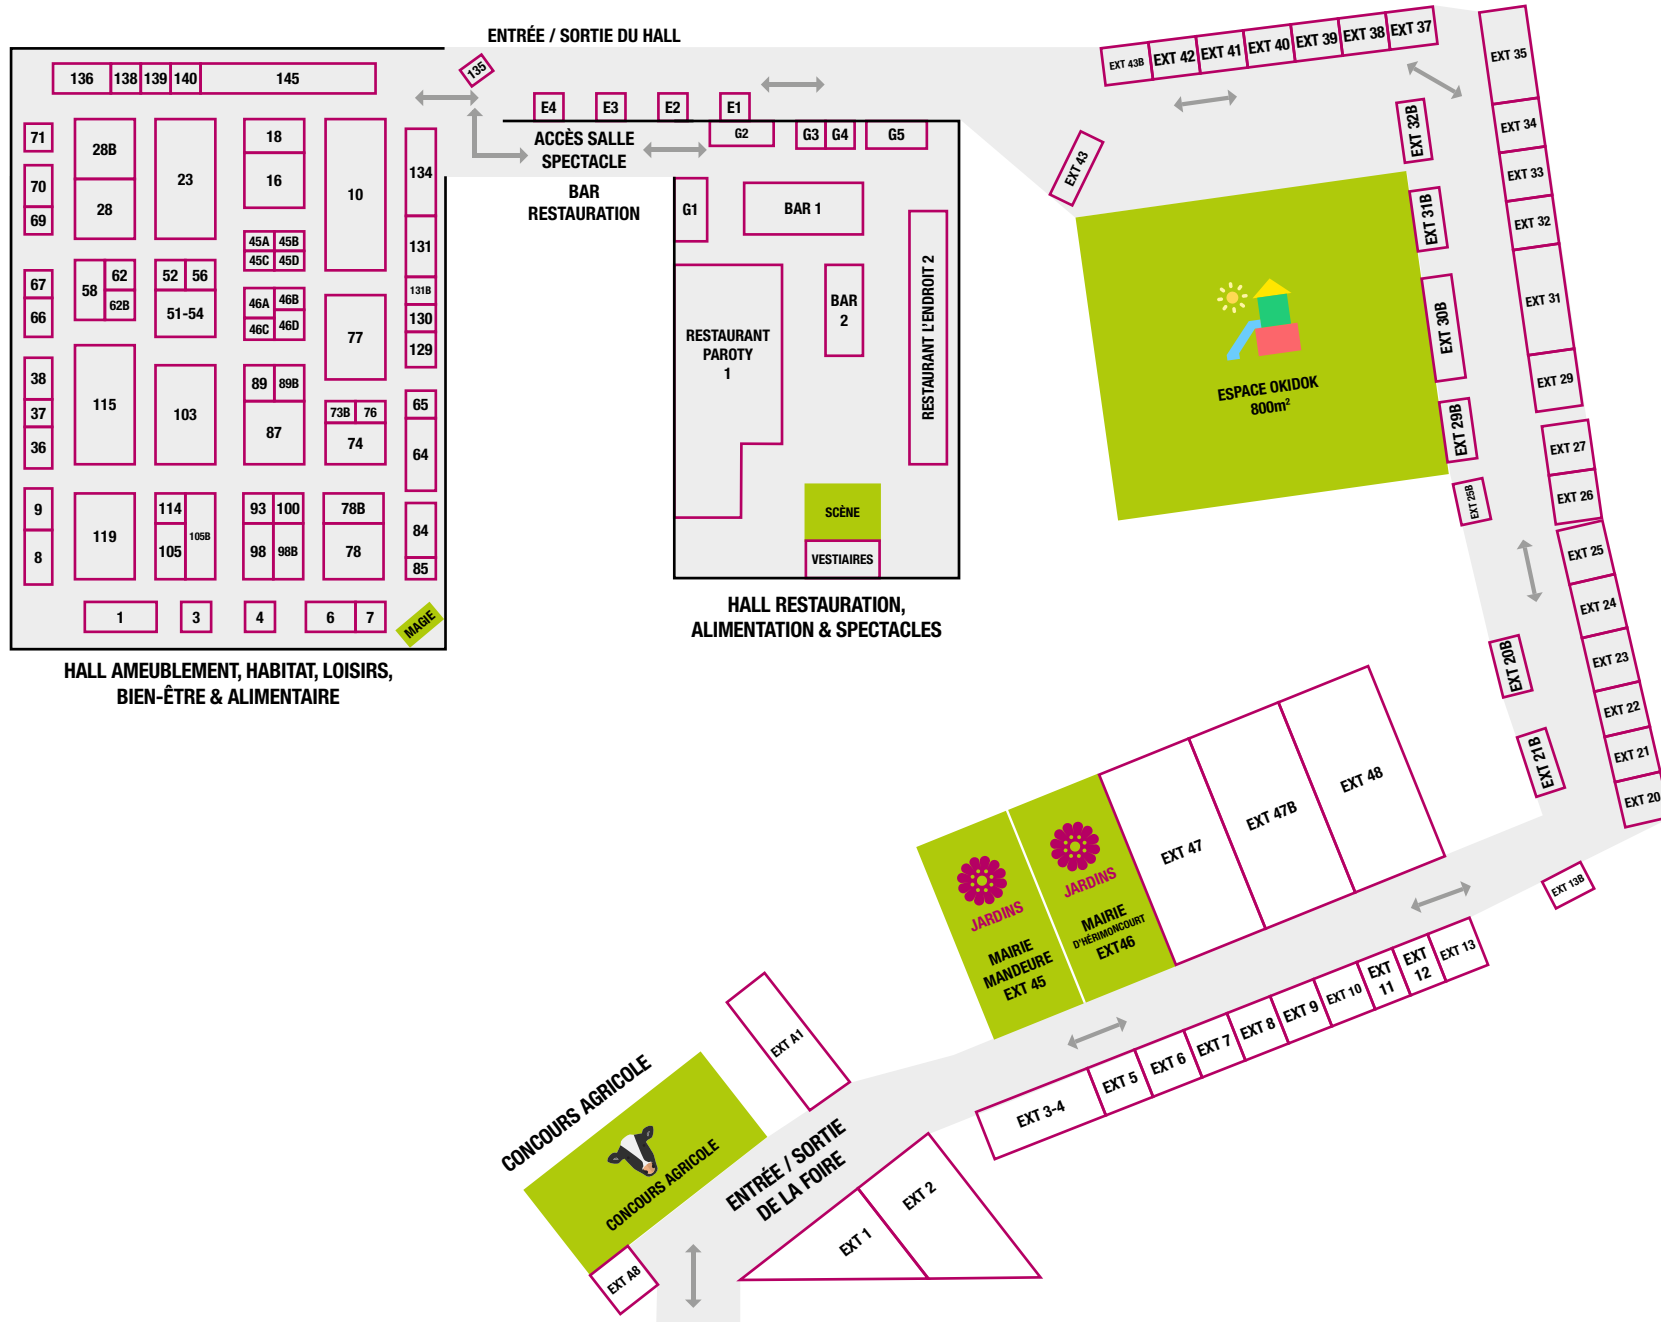 ENTRÉE / SORTIE DU HALL
136
138
139
140
145
135
71
70
69
67
66
38
37
36
9
8
28B
28
23
18
16
10
134
131
131B
130
129
45A
45B
45C
45D
58
62
62B
52
56
51-54
46A
46B
46C
46D
77
115
103
89
89B
87
73B
76
74
65
64
119
114
105
105B
93
100
98
98B
78B
78
84
85
1
3
4
6
7
MAGIE
HALL AMEUBLEMENT, HABITAT, LOISIRS,
BIEN-ÊTRE & ALIMENTAIRE
E4
E3
E2
E1
ACCÈS SALLE
SPECTACLE
BAR
RESTAURATION
G2
G3
G4
G5
G1
BAR 1
BAR
2
RESTAURANT
PAROTY
1
RESTAURANT L'ENDROIT 2
SCÈNE
VESTIAIRES
HALL RESTAURATION,
ALIMENTATION & SPECTACLES
EXT 43B
EXT 42
EXT 41
EXT 40
EXT 39
EXT 38
EXT 37
EXT 35
EXT 34
EXT 33
EXT 32
EXT 31
EXT 29
EXT 27
EXT 26
EXT 25
EXT 24
EXT 23
EXT 22
EXT 21
EXT 20
EXT 43
EXT 32B
EXT 31B
EXT 30B
EXT 29B
EXT 25B
EXT 20B
EXT 21B
ESPACE OKIDOK
800m²
EXT 48
EXT 47B
EXT 47
JARDINS
MAIRIE
D'HÉRIMONCOURT
EXT46
JARDINS
MAIRIE
MANDEURE
EXT 45
EXT 13B
EXT 13
EXT
12
EXT
11
EXT 10
EXT 9
EXT 8
EXT 7
EXT 6
EXT 5
EXT 3-4
EXT A1
CONCOURS AGRICOLE
CONCOURS AGRICOLE
ENTRÉE / SORTIE
DE LA FOIRE
EXT 2
EXT 1
EXT A8